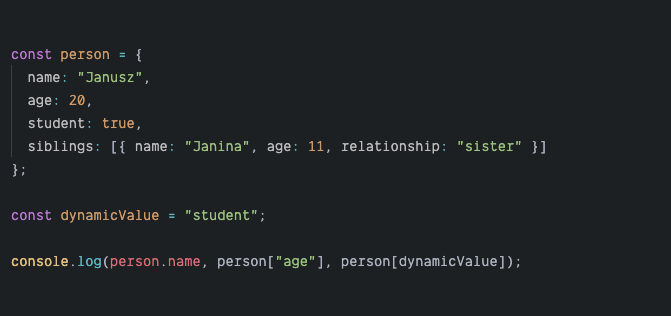 const person = {
  name: "Janusz",
  age: 20,
  student: true,
  siblings: [{ name: "Janina", age: 11, relationship: "sister" }]
};
const dynamicValue = "student";
console.log(person.name, person["age"], person[dynamicValue]);